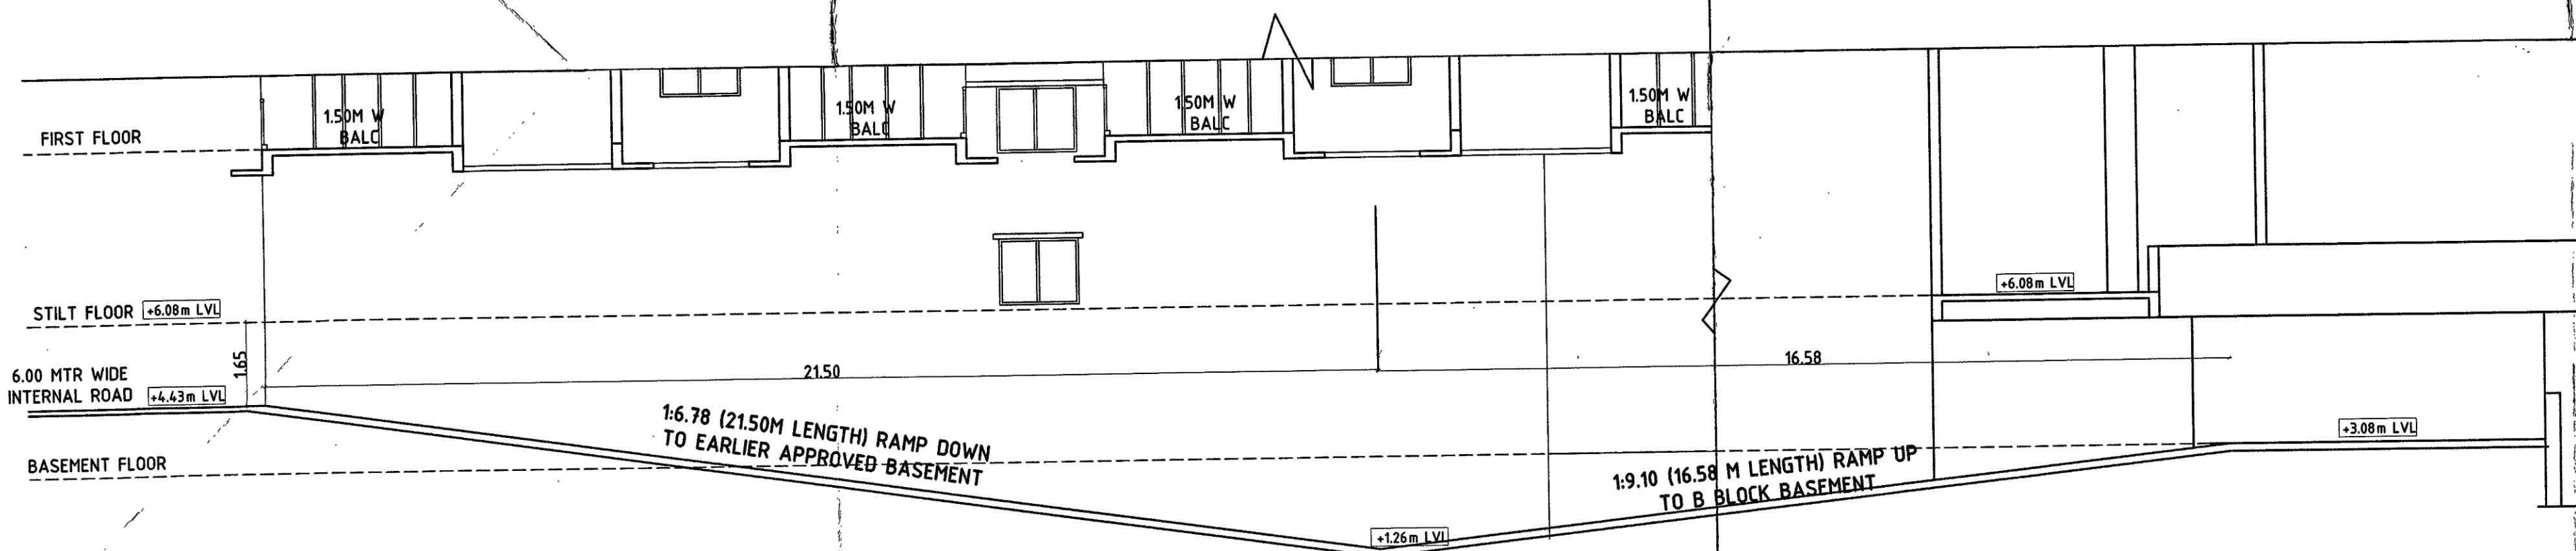 1.50M W
BALC
1.50M W
BALC
1.50M W
BALC
1.50M W
BALC
FIRST FLOOR
+6.08m LVL
STILT FLOOR +6.08m LVL
1.65
21.50
16.58
6.00 MTR WIDE
INTERNAL ROAD +4.43m LVL
1:6.78 (21.50M LENGTH) RAMP DOWN
TO EARLIER APPROVED BASEMENT
+3.08m LVL
BASEMENT FLOOR
1:9.10 (16.58 M LENGTH) RAMP UP
TO B BLOCK BASEMENT
+1.26m LVL